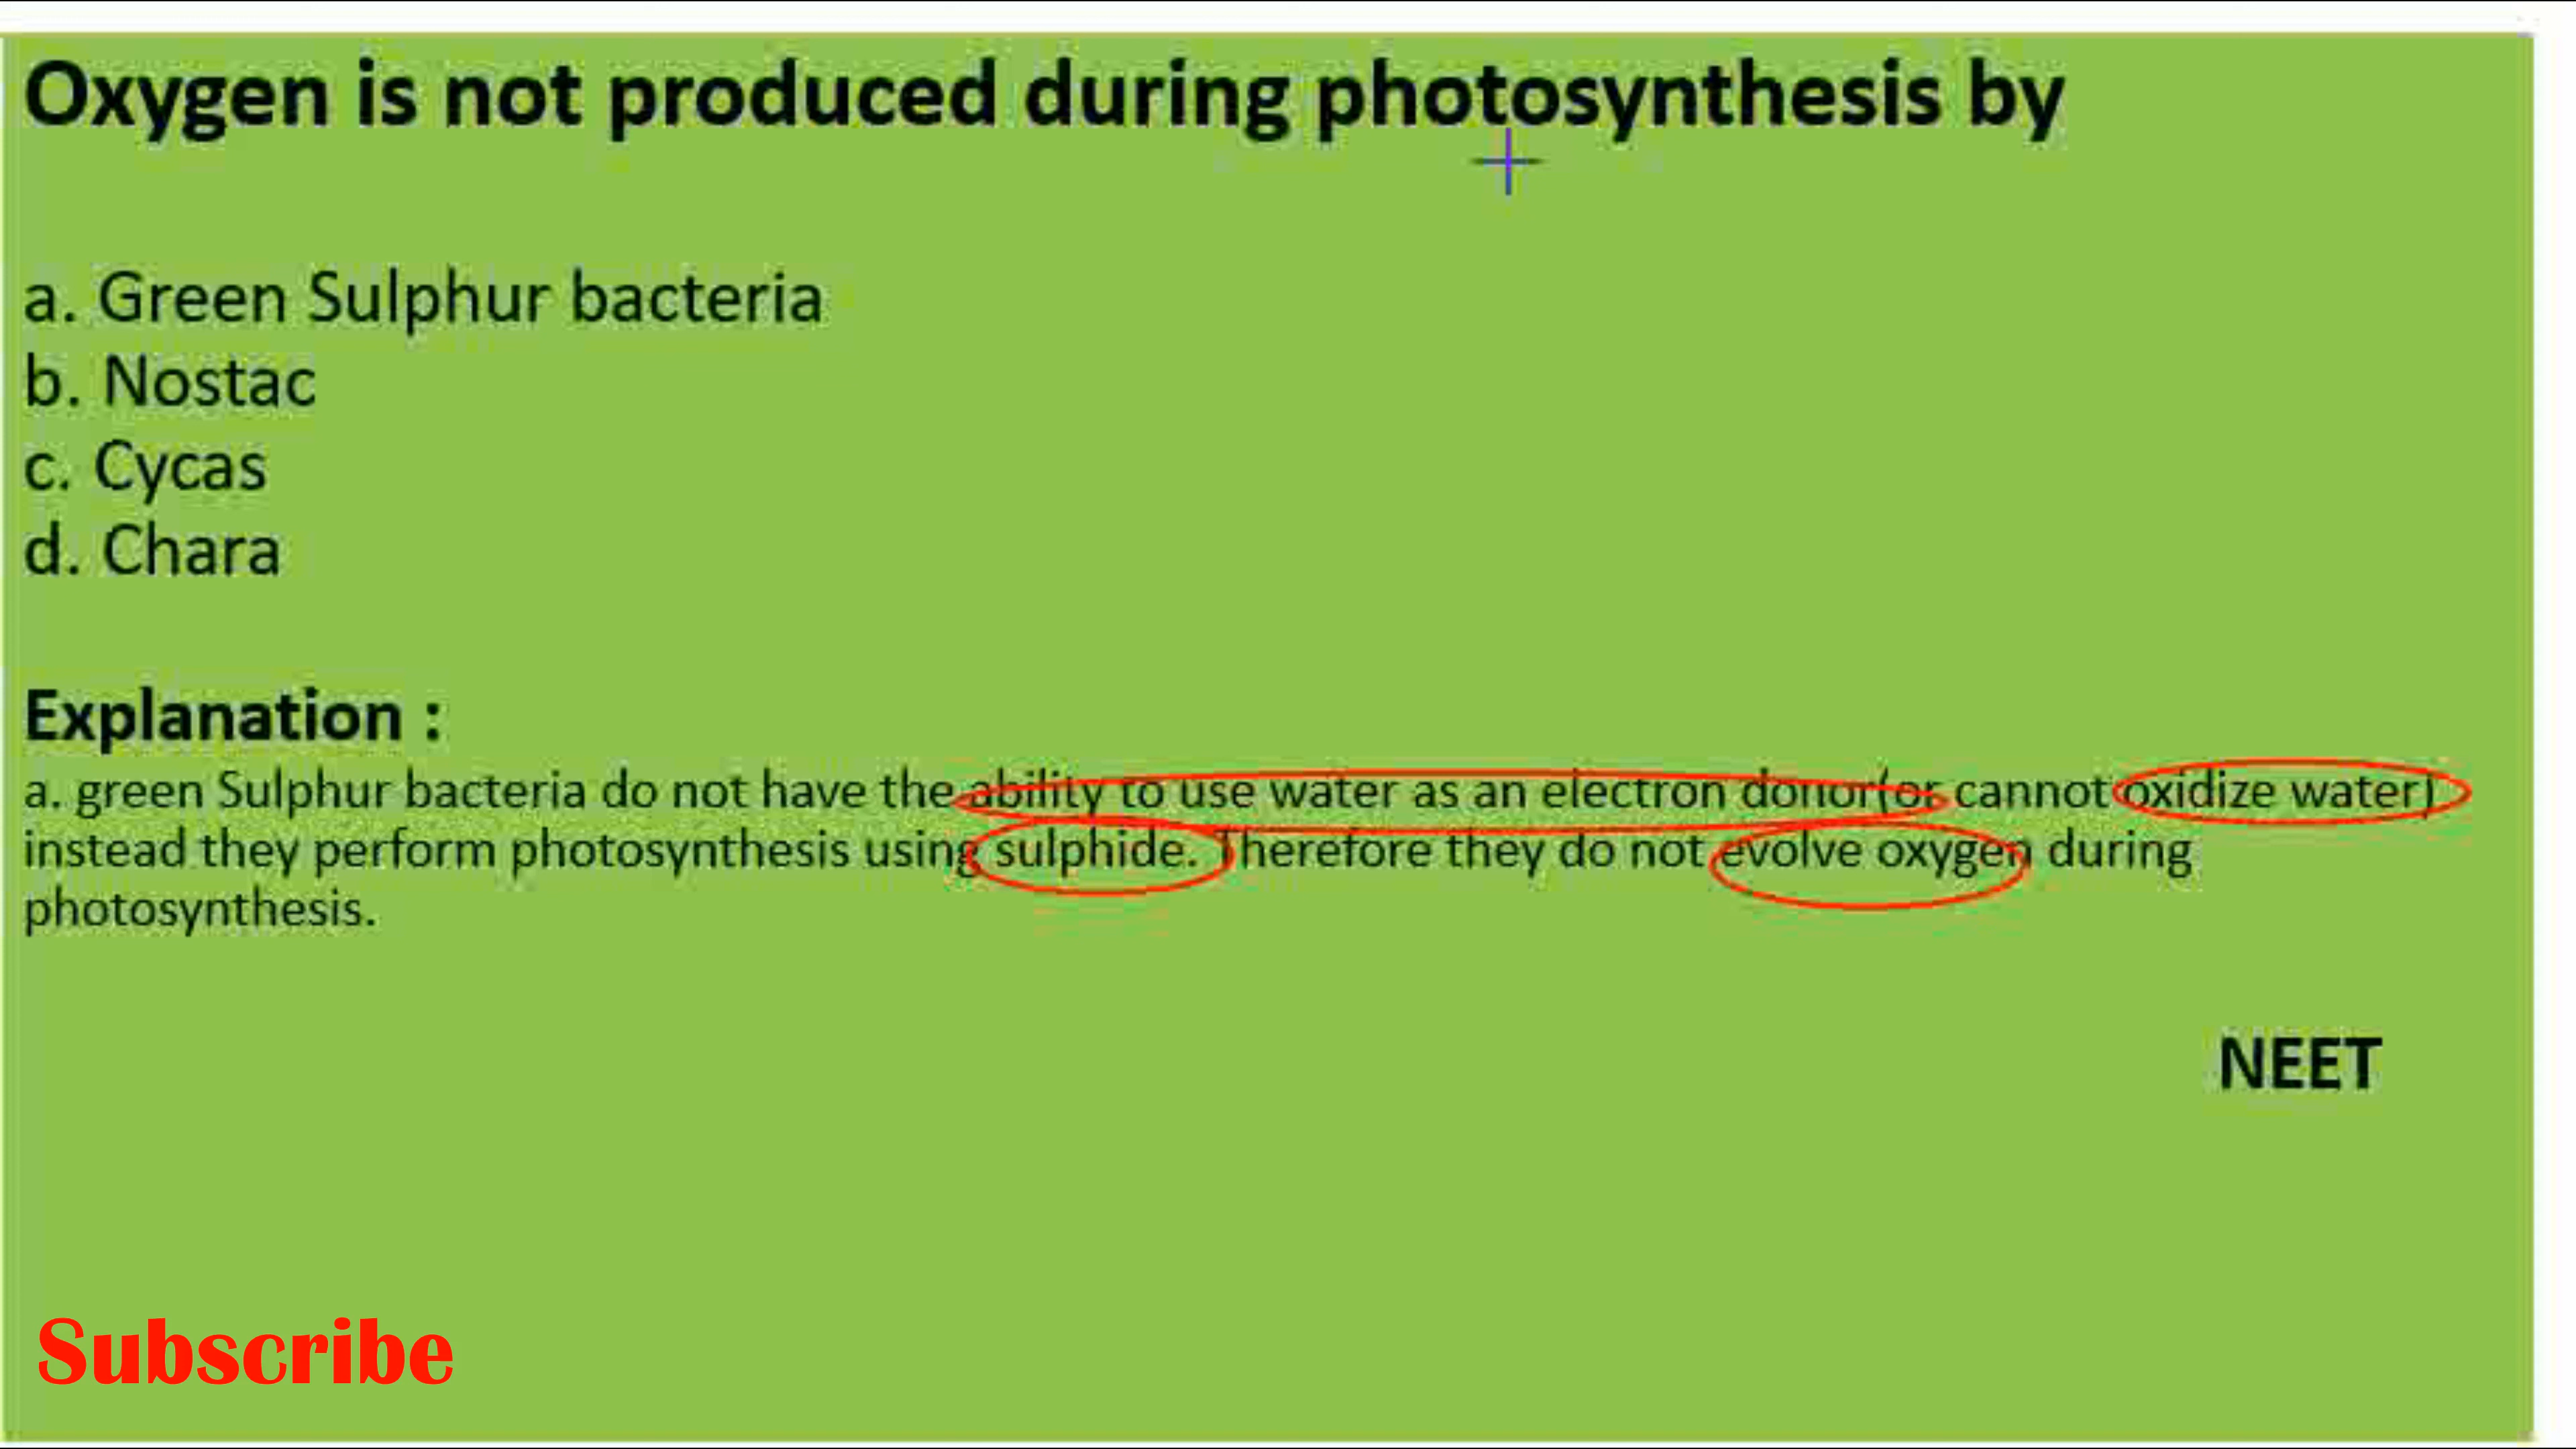 Oxygen is not produced during photosynthesis by
a. Green Sulphur bacteria
b. Nostac
c. Cycas
d. Chara
Explanation :
a. green Sulphur bacteria do not have the ability to use water as an electron donor(or cannot oxidize water)
instead they perform photosynthesis using sulphide. Therefore they do not evolve oxygen during
photosynthesis.
NEET
Subscribe